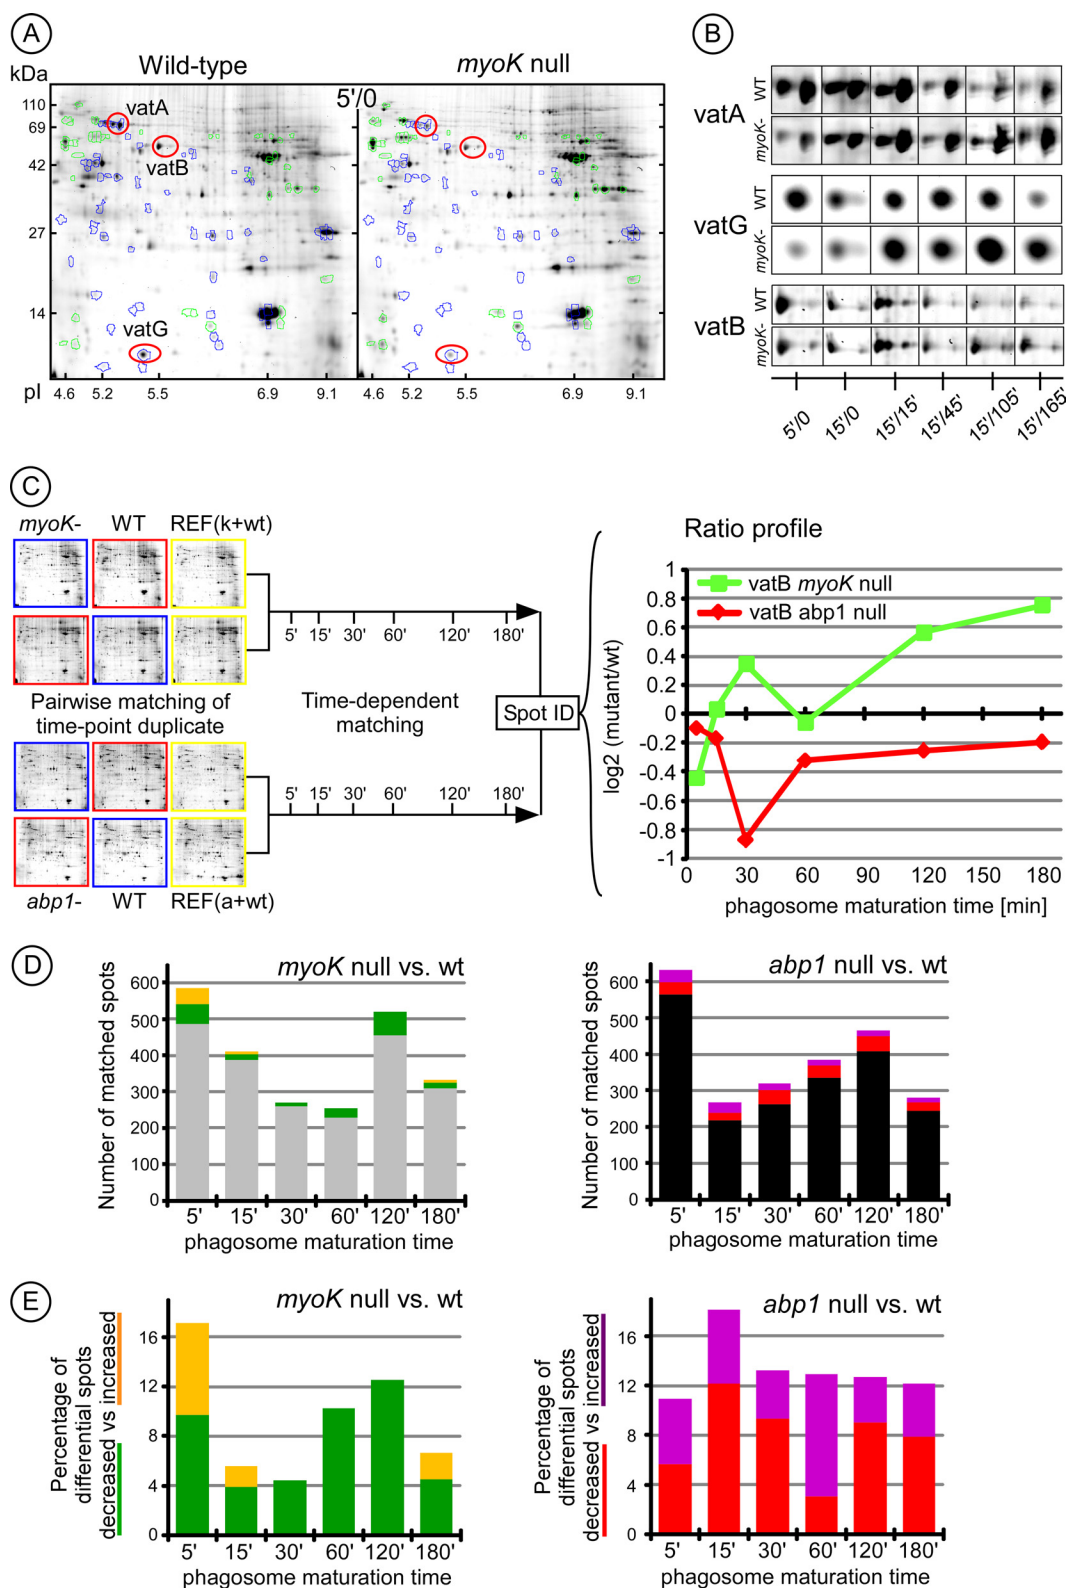 A
Wild-type
myoK null
kDa
5'/0
110
69
42
27
14
vatA
vatB
vatG
pI
4.6
5.2
5.5
6.9
9.1
4.6
5.2
5.5
6.9
9.1
B
vatA
WT
myoK-
vatG
WT
myoK-
vatB
WT
myoK-
5'/0
15'/0
15'/15'
15'/45'
15'/105'
15'/165'
C
myoK-
WT
REF(k+wt)
5'
15'
30'
60'
120'
180'
Pairwise matching of
time-point duplicate
Time-dependent
matching
Spot ID
5'
15'
30'
60'
120'
180'
abp1-
WT
REF(a+wt)
Ratio profile
vatB myoK null
vatB abp1 null
log2 (mutant/wt)
1
0.8
0.6
0.4
0.2
0
-0.2
-0.4
-0.6
-0.8
-1
0
30
60
90
120
150
180
phagosome maturation time [min]
D
myoK null vs. wt
Number of matched spots
600
500
400
300
200
100
0
5'
15'
30'
60'
120'
180'
phagosome maturation time
abp1 null vs. wt
Number of matched spots
600
500
400
300
200
100
0
5'
15'
30'
60'
120'
180'
phagosome maturation time
E
myoK null vs. wt
Percentage of
differential spots
decreased vs increased
16
12
8
4
0
5'
15'
30'
60'
120'
180'
phagosome maturation time
abp1 null vs. wt
Percentage of
differential spots
decreased vs increased
16
12
8
4
0
5'
15'
30'
60'
120'
180'
phagosome maturation time